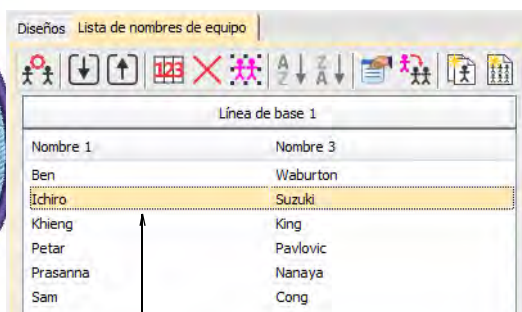 Diseños Lista de nombres de equipo
123 A Z Z A
Línea de base 1
Nombre 1 Nombre 3
Ben Waburton
Ichiro Suzuki
Khieng King
Petar Pavlovic
Prasanna Nanaya
Sam Cong